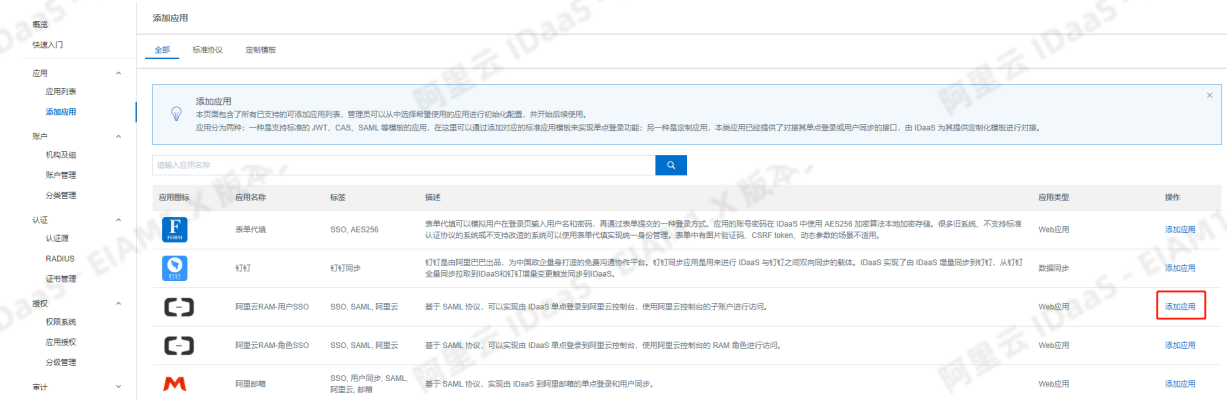 概览
快速入门
应用
应用列表
添加应用
账户
机构及组
账户管理
分类管理
认证
认证源
RADIUS
证书管理
授权
权限系统
应用授权
分级管理
审计
添加应用
全部 标准协议 定制模板
添加应用
本页面包含了所有已支持的可添加应用列表，管理员可以从中选择希望使用的应用进行初始化配置，并开始后续使用。
应用分为两种：一种是支持标准的 JWT、CAS、SAML 等模板的应用，在这里可以通过添加对应的标准应用模板来实现单点登录功能；另一种是定制应用，本类应用已经提供了对接其单点登录或用户同步的接口，由 IDaaS 为其提供定制化模板进行对接。
请输入应用名称
应用图标 应用名称 标签 描述 应用类型 操作
F
FORM
表单代填 SSO, AES256 表单代填可以模拟用户在登录页输入用户名和密码，再通过表单提交的一种登录方式。应用的账号密码在 IDaaS 中使用 AES256 加密算法本地加密存储。很多旧系统、不支持标准
认证协议的系统或不支持改造的系统可以使用表单代填实现统一身份管理。表单中有图片验证码、CSRF token、动态参数的场景不适用。 Web应用 添加应用
钉钉 钉钉同步 钉钉是由阿里巴巴出品，为中国政企量身打造的免费沟通协作平台。钉钉同步应用是用来进行 IDaaS 与钉钉之间双向同步的载体。IDaaS 实现了由 IDaaS 增量同步到钉钉，从钉钉
全量同步拉取到IDaaS和钉钉增量变更触发同步到IDaaS。 数据同步 添加应用
阿里云RAM-用户SSO SSO, SAML, 阿里云 基于 SAML 协议，可以实现由 IDaaS 单点登录到阿里云控制台，使用阿里云控制台的子账户进行访问。 Web应用 添加应用
阿里云RAM-角色SSO SSO, SAML, 阿里云 基于 SAML 协议，可以实现由 IDaaS 单点登录到阿里云控制台，使用阿里云控制台的 RAM 角色进行访问。 Web应用 添加应用
阿里邮箱 SSO, 用户同步, SAML,
阿里云, 邮箱 基于 SAML 协议，实现由 IDaaS 到阿里邮箱的单点登录和用户同步。 Web应用 添加应用